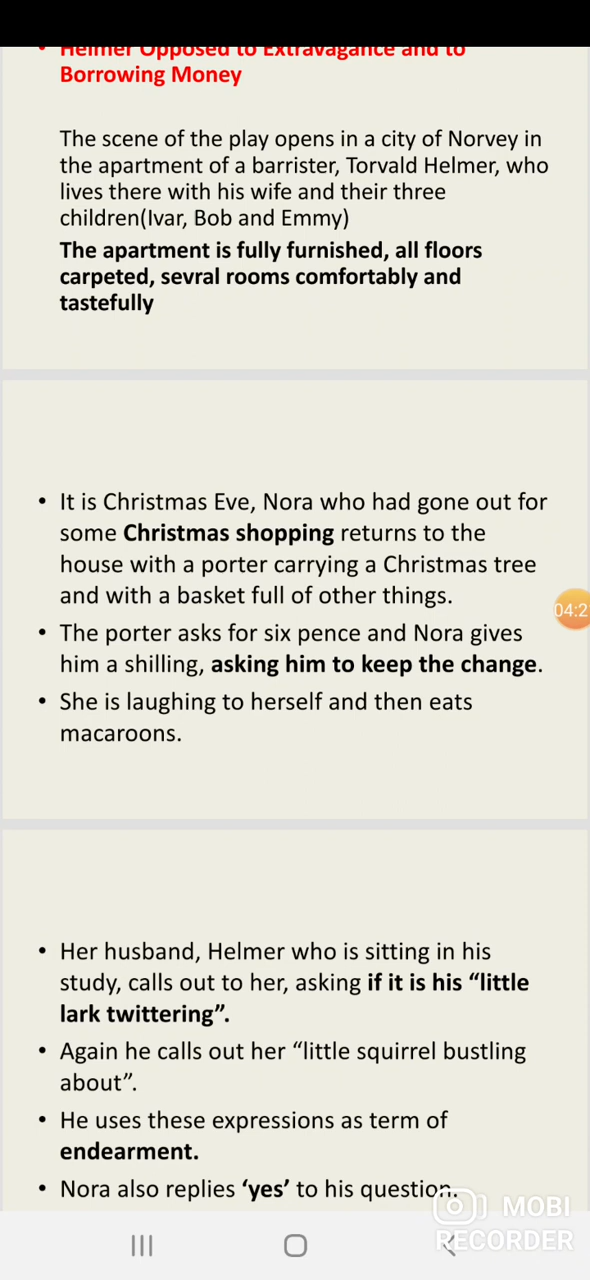 • Helmer Opposed to Extravagance and to
Borrowing Money
The scene of the play opens in a city of Norvey in
the apartment of a barrister, Torvald Helmer, who
lives there with his wife and their three
children(Ivar, Bob and Emmy)
The apartment is fully furnished, all floors
carpeted, sevral rooms comfortably and
tastefully
• It is Christmas Eve, Nora who had gone out for
some Christmas shopping returns to the
house with a porter carrying a Christmas tree
and with a basket full of other things.
04:2
• The porter asks for six pence and Nora gives
him a shilling, asking him to keep the change.
• She is laughing to herself and then eats
macaroons.
• Her husband, Helmer who is sitting in his
study, calls out to her, asking if it is his “little
lark twittering”.
• Again he calls out her “little squirrel bustling
about”.
• He uses these expressions as term of
endearment.
• Nora also replies ‘yes’ to his question.
MOBI
RECORDER